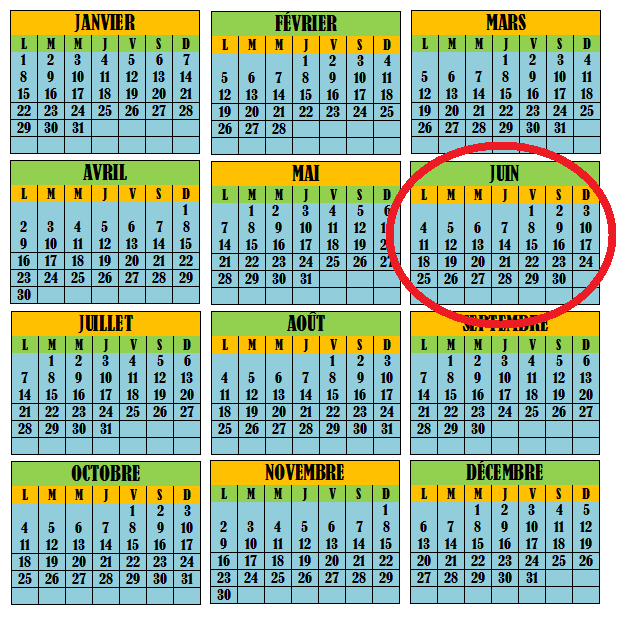 JANVIER
L M M J V S D
1 2 3 4 5 6 7
8 9 10 11 12 13 14
15 16 17 18 19 20 21
22 23 24 25 26 27 28
29 30 31
FÉVRIER
L M M J V S D
1 2 3 4
5 6 7 8 9 10 11
12 13 14 15 16 17 18
19 20 21 22 23 24 25
26 27 28
MARS
L M M J V S D
1 2 3 4
5 6 7 8 9 10 11
12 13 14 15 16 17 18
19 20 21 22 23 24 25
26 27 28 29 30 31
AVRIL
L M M J V S D
1
2 3 4 5 6 7 8
9 10 11 12 13 14 15
16 17 18 19 20 21 22
23 24 25 26 27 28 29
30
MAI
L M M J V S D
1 2 3 4 5 6
7 8 9 10 11 12
14 15 16 17 18 19
21 22 23 24 25 26 27
28 29 30 31
JUIN
L M M J V S D
1 2 3
4 5 6 7 8 9 10
11 12 13 14 15 16 17
18 19 20 21 22 23 24
25 26 27 28 29 30
JUILLET
L M M J V S D
1 2 3 4 5 6
7 8 9 10 11 12 13
14 15 16 17 18 19 20
21 22 23 24 25 26 27
28 29 30 31
AOÛT
L M M J V S D
1 2 3
4 5 6 7 8 9 10
11 12 13 14 15 16 17
18 19 20 21 22 23 24
25 26 27 28 29 30 31
SEPTEMBRE
L M M J V S D
1 2 3 4 5 6
7 8 9 10 11 12 13
14 15 16 17 18 19 20
21 22 23 24 25 26 27
28 29 30
OCTOBRE
L M M J V S D
1 2 3
4 5 6 7 8 9 10
11 12 13 14 15 16 17
18 19 20 21 22 23 24
25 26 27 28 29 30 31
NOVEMBRE
L M M J V S D
1
2 3 4 5 6 7 8
9 10 11 12 13 14 15
16 17 18 19 20 21 22
23 24 25 26 27 28 29
30
DÉCEMBRE
L M M J V S D
1 2 3 4 5
6 7 8 9 10 11 12
13 14 15 16 17 18 19
20 21 22 23 24 25 26
27 28 29 30 31